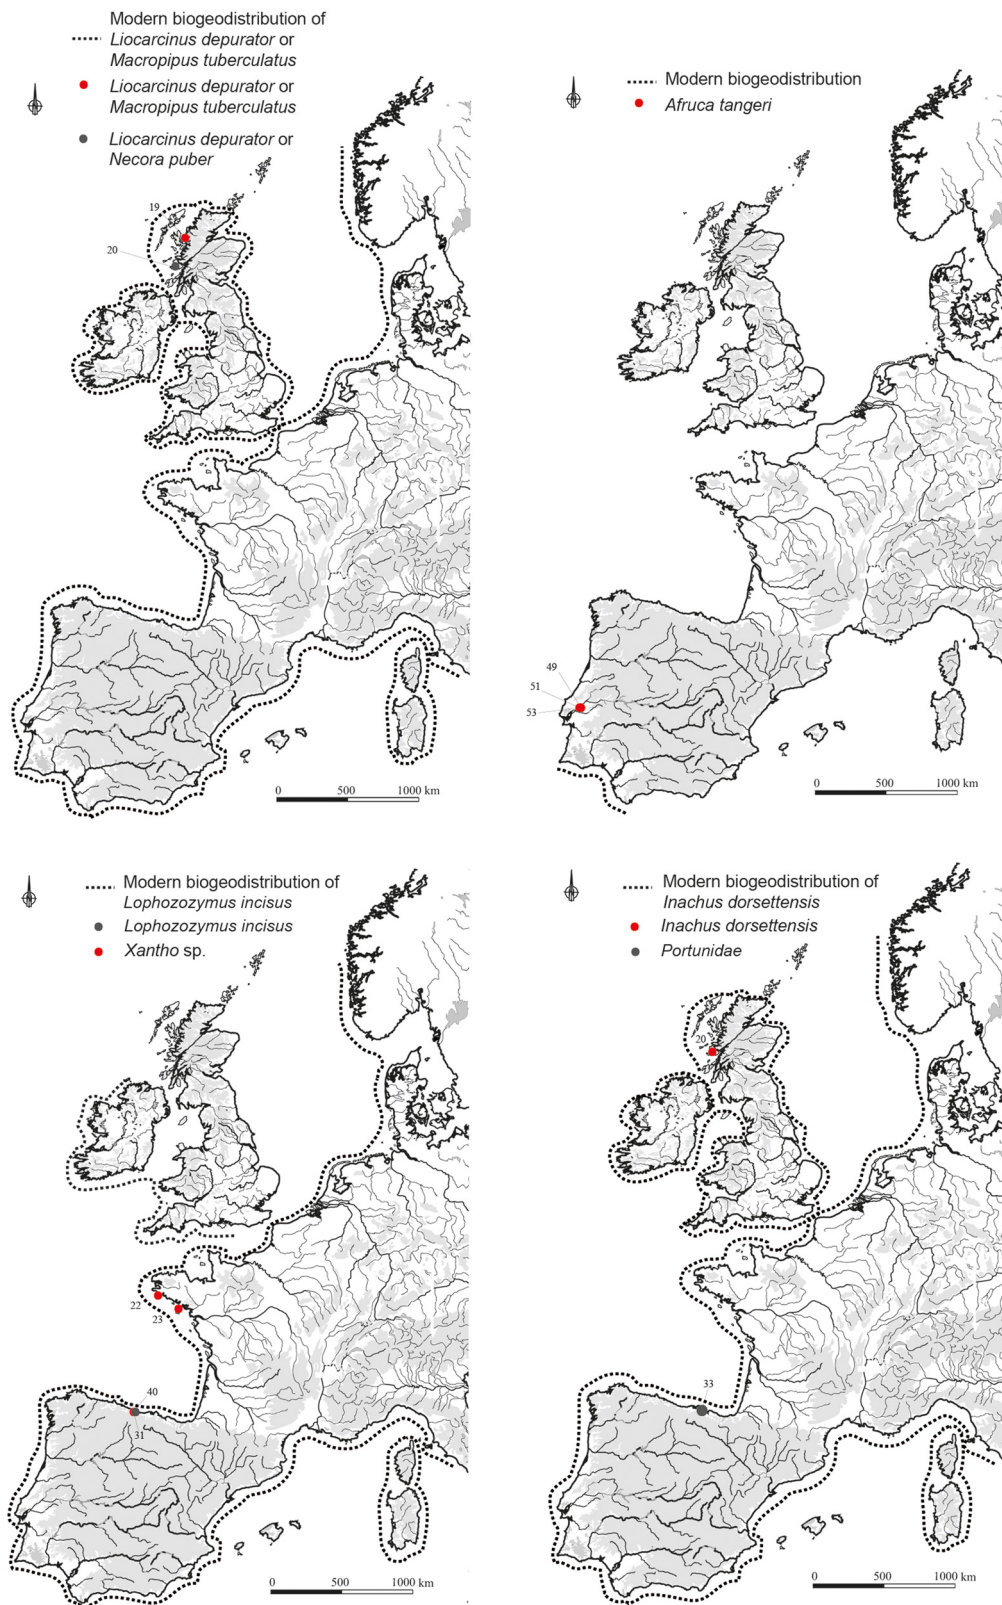 Modern biogeodistribution of
Liocarcinus depurator or
Macropipus tuberculatus
Liocarcinus depurator or
Macropipus tuberculatus
Liocarcinus depurator or
Necora puber
19
20
0 500 1000 km
Modern biogeodistribution
Afruca tangeri
49
51
53
0 500 1000 km
Modern biogeodistribution of
Lophozozymus incisus
Lophozozymus incisus
Xantho sp.
22
23
40
31
0 500 1000 km
Modern biogeodistribution of
Inachus dorsettensis
Inachus dorsettensis
Portunidae
20
33
0 500 1000 km